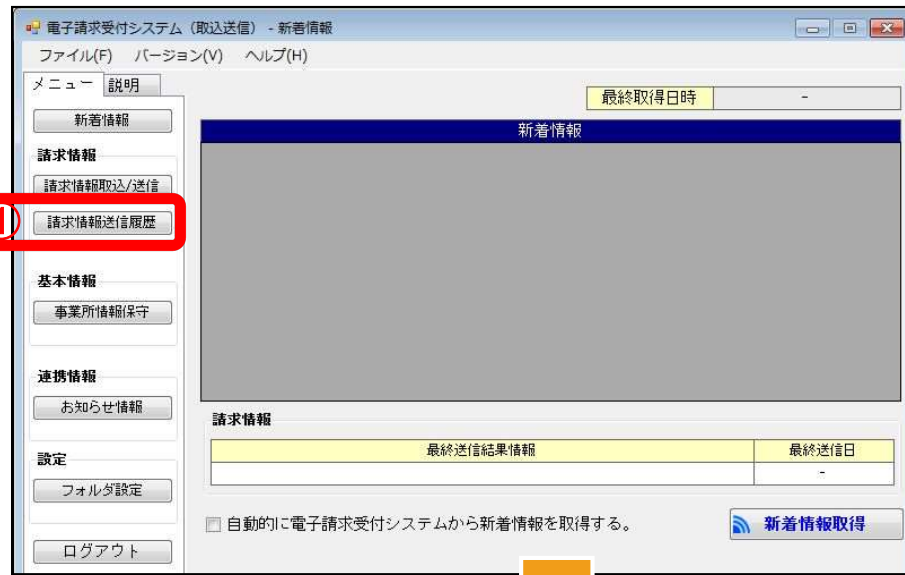 電子請求受付システム（取込送信） - 新着情報
ファイル(F) バージョン(V) ヘルプ(H)
メニュー 説明
最終取得日時 -
新着情報
新着情報
請求情報
請求情報取込/送信
① 請求情報送信履歴
基本情報
事業所情報保守
連携情報
お知らせ情報
請求情報
最終送信結果情報 最終送信日
-
設定
フォルダ設定
自動的に電子請求受付システムから新着情報を取得する。 新着情報取得
ログアウト